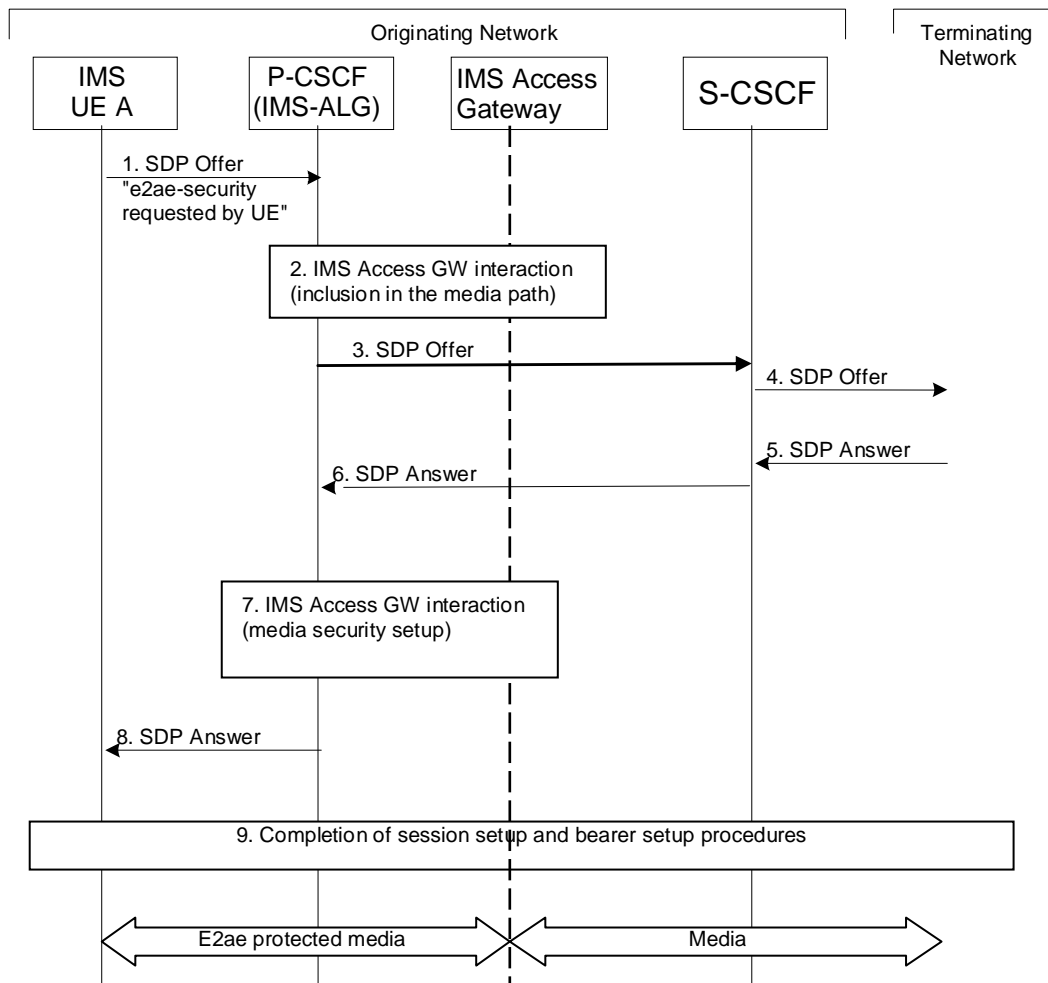 Originating Network
Terminating
Network
IMS
UE A
P-CSCF
(IMS-ALG)
IMS Access
Gateway
S-CSCF
1. SDP Offer
"e2ae-security
requested by UE"
2. IMS Access GW interaction
(inclusion in the media path)
3. SDP Offer
4. SDP Offer
5. SDP Answer
6. SDP Answer
7. IMS Access GW interaction
(media security setup)
8. SDP Answer
9. Completion of session setup and bearer setup procedures
E2ae protected media
Media